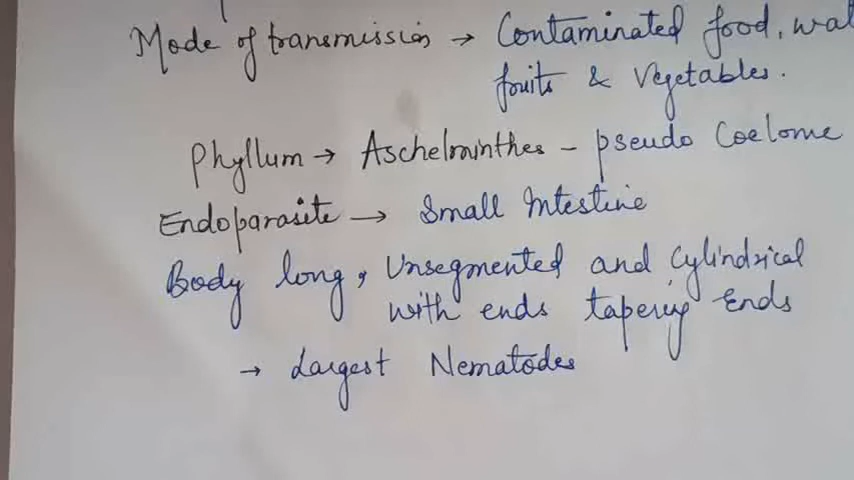 Mode of transmission → Contaminated food, wat
fruits & Vegetables.
Phyllum → Aschelminthes - pseudo Coelome
Endoparasite → Small Intestine
Body long, Unsegmented and Cylindrical
with ends tapering Ends
→ Largest Nematodes